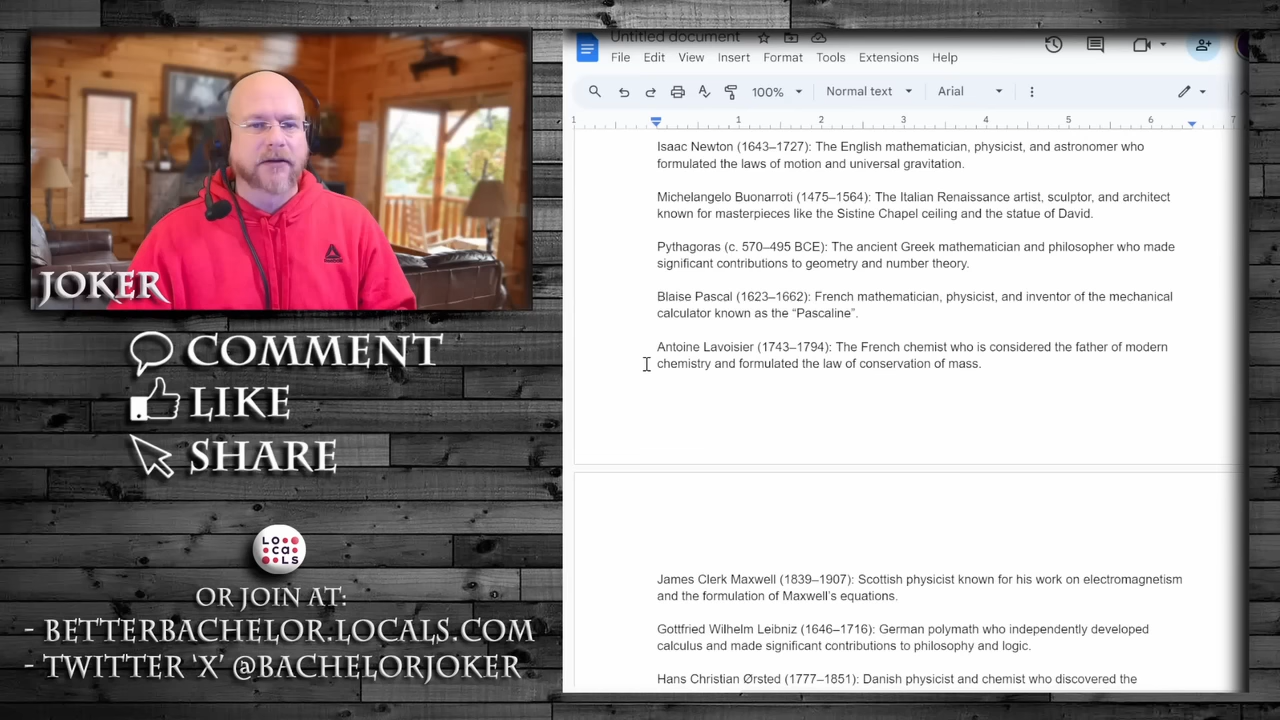 JOKER
COMMENT
LIKE
SHARE
LO
ca
LS
OR JOIN AT:
- BETTERBACHELOR.LOCALS.COM
- TWITTER 'X' @BACHELORJOKER
Untitled document
File Edit View Insert Format Tools Extensions Help
100% Normal text Arial
1 1 2 3 4 5 6 7
Isaac Newton (1643–1727): The English mathematician, physicist, and astronomer who
formulated the laws of motion and universal gravitation.
Michelangelo Buonarroti (1475–1564): The Italian Renaissance artist, sculptor, and architect
known for masterpieces like the Sistine Chapel ceiling and the statue of David.
Pythagoras (c. 570–495 BCE): The ancient Greek mathematician and philosopher who made
significant contributions to geometry and number theory.
Blaise Pascal (1623–1662): French mathematician, physicist, and inventor of the mechanical
calculator known as the “Pascaline”.
Antoine Lavoisier (1743–1794): The French chemist who is considered the father of modern
chemistry and formulated the law of conservation of mass.
James Clerk Maxwell (1839–1907): Scottish physicist known for his work on electromagnetism
and the formulation of Maxwell’s equations.
Gottfried Wilhelm Leibniz (1646–1716): German polymath who independently developed
calculus and made significant contributions to philosophy and logic.
Hans Christian Ørsted (1777–1851): Danish physicist and chemist who discovered the